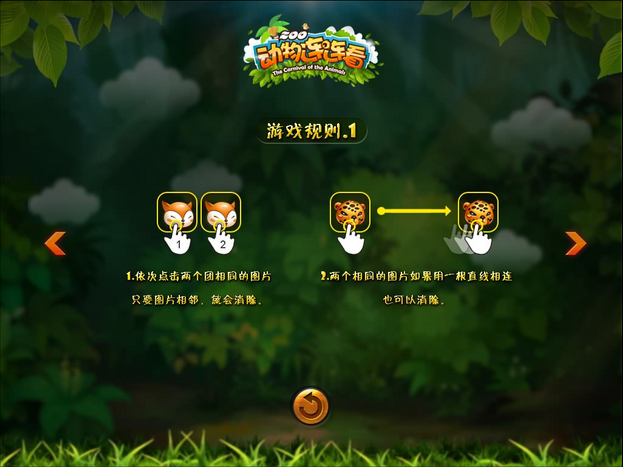 ZOO
动物连连看
The Carnival of the Animals
游戏规则.1
1
2
1.依次点击两个团相同的图片
只要图片相邻，就会消除。
2.两个相同的图片如果用一根直线相连
也可以消除。